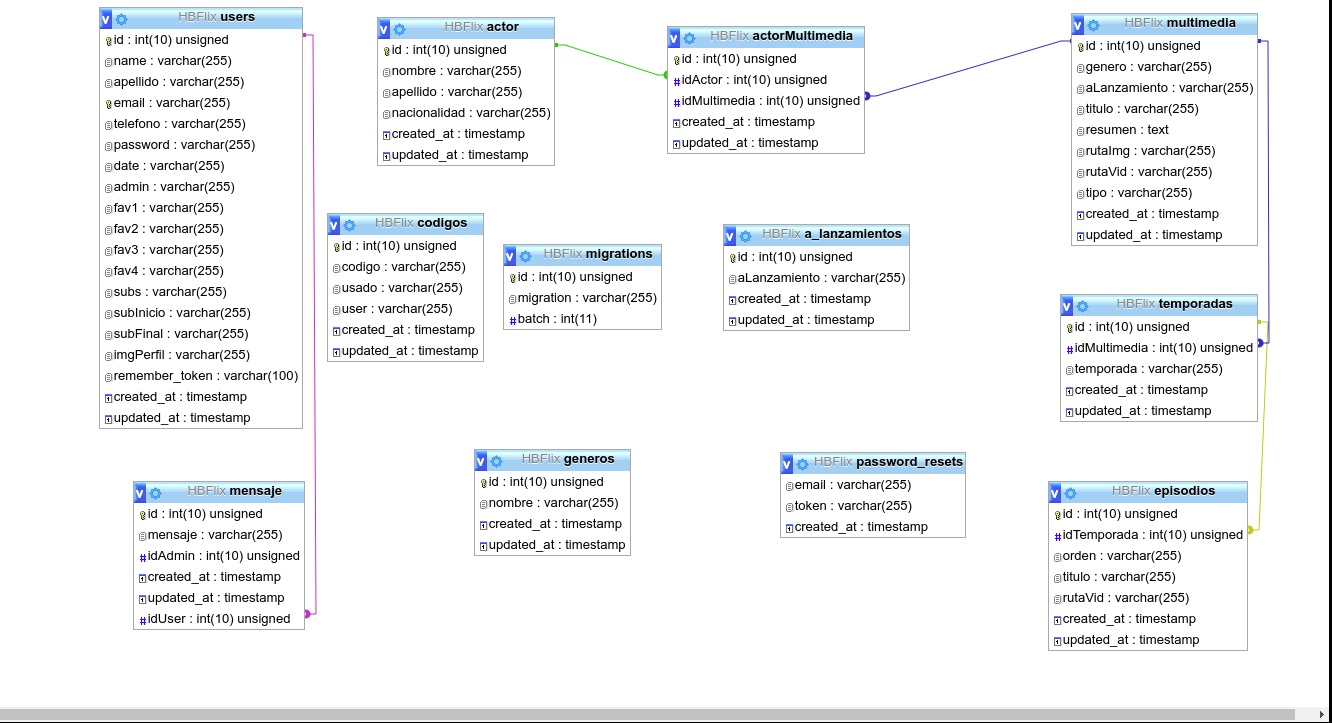 HBFlix users
id : int(10) unsigned
name : varchar(255)
apellido : varchar(255)
email : varchar(255)
telefono : varchar(255)
password : varchar(255)
date : varchar(255)
admin : varchar(255)
fav1 : varchar(255)
fav2 : varchar(255)
fav3 : varchar(255)
fav4 : varchar(255)
subs : varchar(255)
subInicio : varchar(255)
subFinal : varchar(255)
imgPerfil : varchar(255)
remember_token : varchar(100)
created_at : timestamp
updated_at : timestamp
HBFlix actor
id : int(10) unsigned
nombre : varchar(255)
apellido : varchar(255)
nacionalidad : varchar(255)
created_at : timestamp
updated_at : timestamp
HBFlix actorMultimedia
id : int(10) unsigned
idActor : int(10) unsigned
idMultimedia : int(10) unsigned
created_at : timestamp
updated_at : timestamp
HBFlix multimedia
id : int(10) unsigned
genero : varchar(255)
aLanzamiento : varchar(255)
titulo : varchar(255)
resumen : text
rutaImg : varchar(255)
rutaVid : varchar(255)
tipo : varchar(255)
created_at : timestamp
updated_at : timestamp
HBFlix codigos
id : int(10) unsigned
codigo : varchar(255)
usado : varchar(255)
user : varchar(255)
created_at : timestamp
updated_at : timestamp
HBFlix migrations
id : int(10) unsigned
migration : varchar(255)
batch : int(11)
HBFlix a_lanzamientos
id : int(10) unsigned
aLanzamiento : varchar(255)
created_at : timestamp
updated_at : timestamp
HBFlix temporadas
id : int(10) unsigned
idMultimedia : int(10) unsigned
temporada : varchar(255)
created_at : timestamp
updated_at : timestamp
HBFlix mensaje
id : int(10) unsigned
mensaje : varchar(255)
idAdmin : int(10) unsigned
created_at : timestamp
updated_at : timestamp
idUser : int(10) unsigned
HBFlix generos
id : int(10) unsigned
nombre : varchar(255)
created_at : timestamp
updated_at : timestamp
HBFlix password_resets
email : varchar(255)
token : varchar(255)
created_at : timestamp
HBFlix episodios
id : int(10) unsigned
idTemporada : int(10) unsigned
orden : varchar(255)
titulo : varchar(255)
rutaVid : varchar(255)
created_at : timestamp
updated_at : timestamp